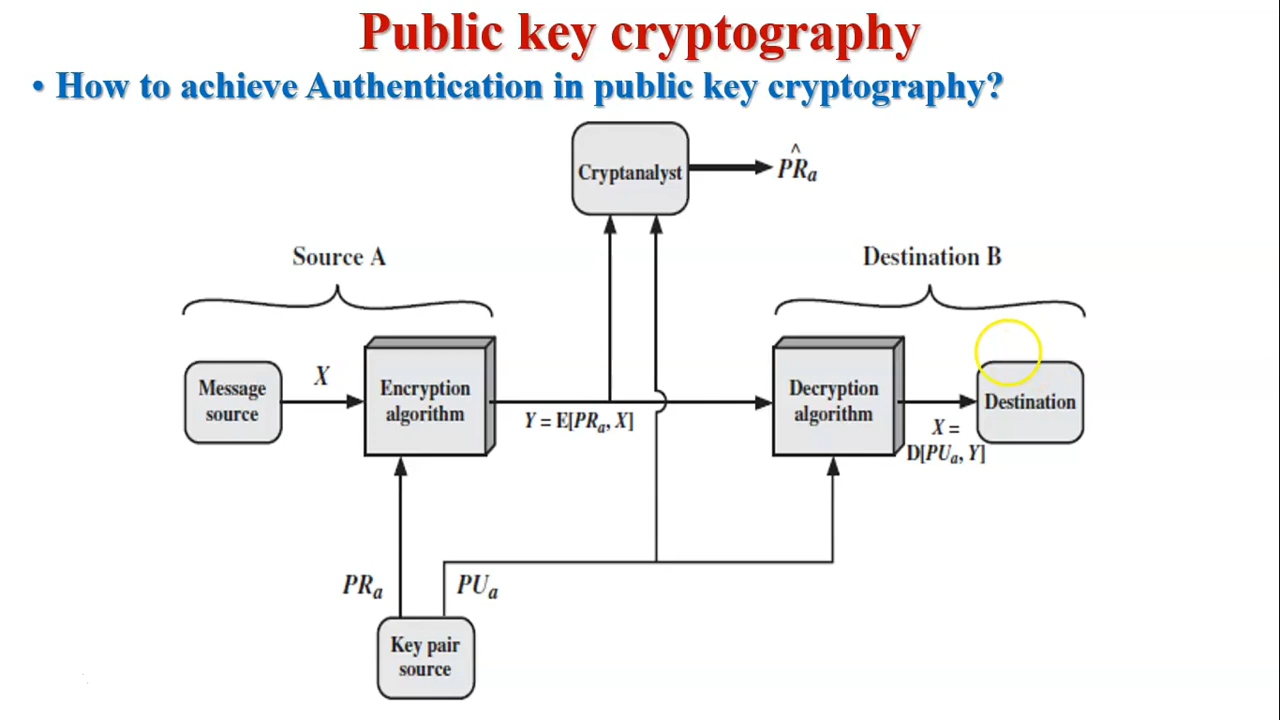 Public key cryptography
• How to achieve Authentication in public key cryptography?
Cryptanalyst
P̂Rₐ
Source A
Destination B
Message
source
X
Encryption
algorithm
Y = E[PRₐ, X]
Decryption
algorithm
X =
D[PUₐ, Y]
Destination
PRₐ
PUₐ
Key pair
source